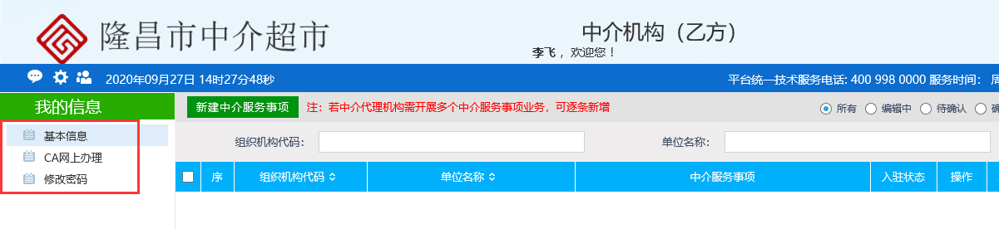 隆昌市中介超市
中介机构（乙方）
李飞，欢迎您！
2020年09月27日 14时27分48秒
平台统一技术服务电话: 400 998 0000 服务时间：周
我的信息
新建中介服务事项
注：若中介代理机构需开展多个中介服务事项业务，可逐条新增
所有 编辑中 待确认 确
基本信息
CA网上办理
修改密码
组织机构代码：
单位名称：
序 组织机构代码 单位名称 中介服务事项 入驻状态 操作